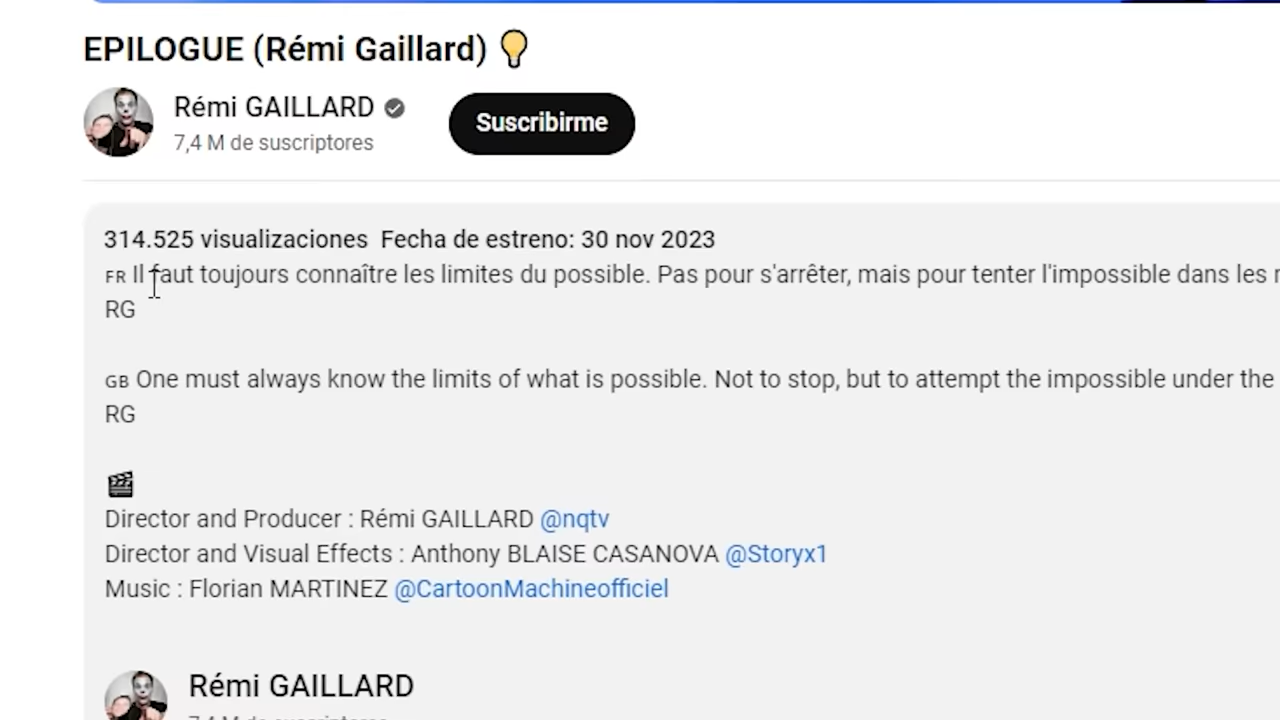 EPILOGUE (Rémi Gaillard) 💡
Rémi GAILLARD
7,4 M de suscriptores
Suscribirme
314.525 visualizaciones Fecha de estreno: 30 nov 2023
FR Il faut toujours connaître les limites du possible. Pas pour s'arrêter, mais pour tenter l'impossible dans les
RG
GB One must always know the limits of what is possible. Not to stop, but to attempt the impossible under the
RG
🎬
Director and Producer : Rémi GAILLARD @nqtv
Director and Visual Effects : Anthony BLAISE CASANOVA @Storyx1
Music : Florian MARTINEZ @CartoonMachineofficiel
Rémi GAILLARD
7,4 M de suscriptores